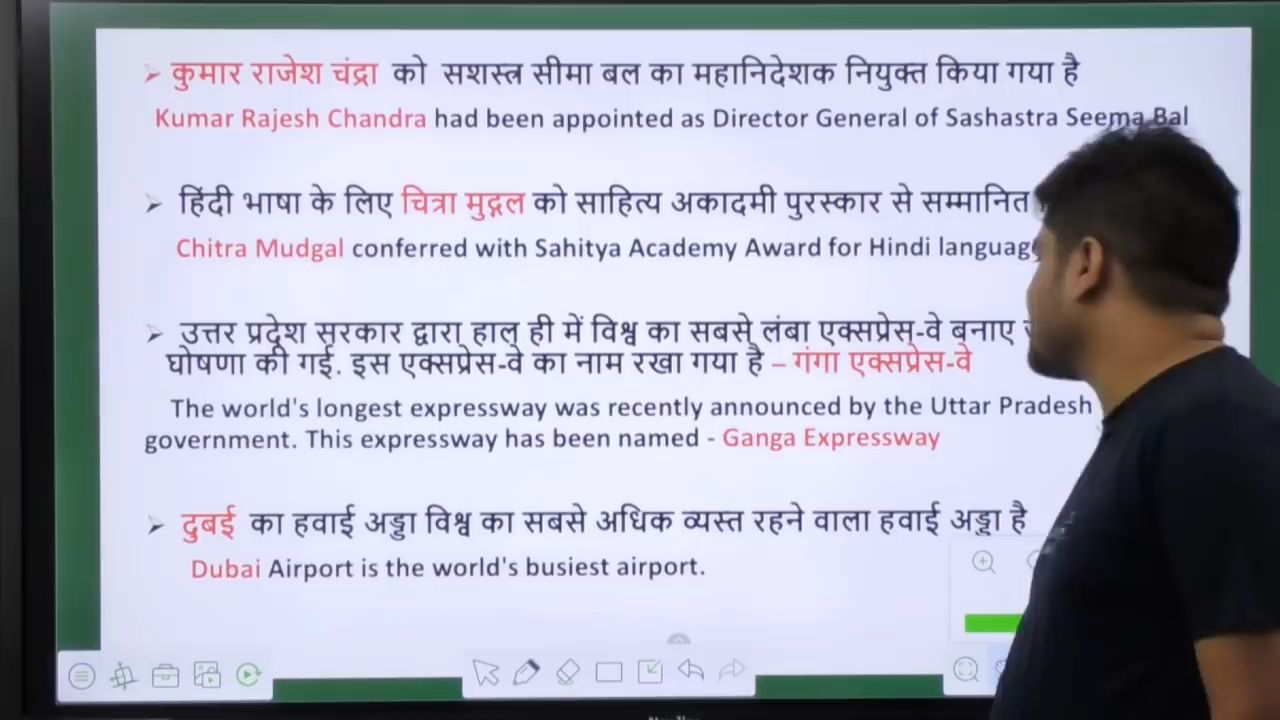 ➢ कुमार राजेश चंद्रा को सशस्त्र सीमा बल का महानिदेशक नियुक्त किया गया है
Kumar Rajesh Chandra had been appointed as Director General of Sashastra Seema Bal
➢ हिंदी भाषा के लिए चित्रा मुद्गल को साहित्य अकादमी पुरस्कार से सम्मानित
Chitra Mudgal conferred with Sahitya Academy Award for Hindi
➢ उत्तर प्रदेश सरकार द्वारा हाल ही में विश्व का सबसे लंबा एक्सप्रेस-वे बनाए
घोषणा की गई. इस एक्सप्रेस-वे का नाम रखा गया है – गंगा एक्सप्रेस-वे
The world's longest expressway was recently announced by the Uttar Pradesh
government. This expressway has been named - Ganga Expressway
➢ दुबई का हवाई अड्डा विश्व का सबसे अधिक व्यस्त रहने वाला हवाई अड्डा है
Dubai Airport is the world's busiest airport.